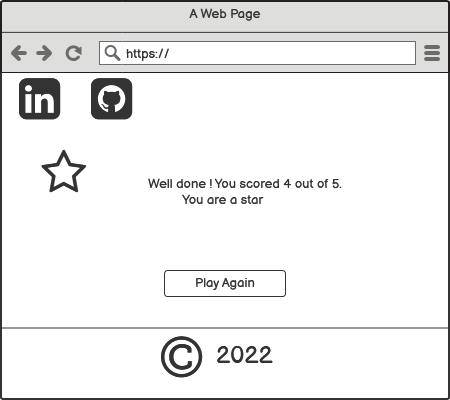 A Web Page
https://
in
Well done ! You scored 4 out of 5.
You are a star
Play Again
© 2022